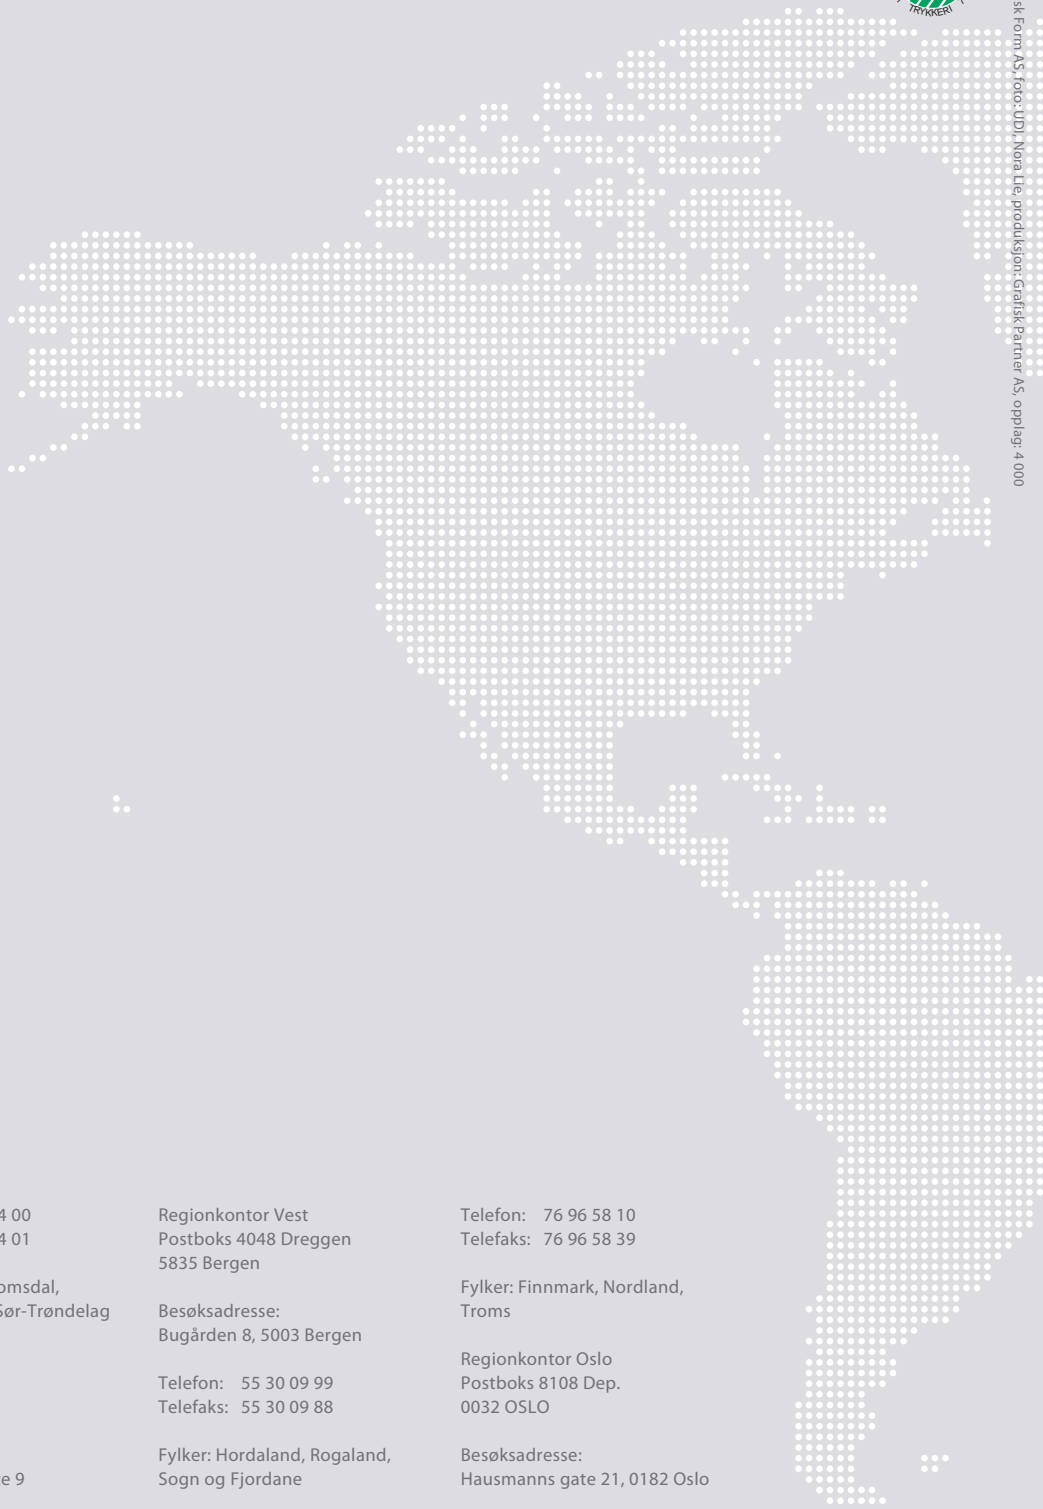 TRYKKERI
sk Form AS, foto: UDI, Nora Lie, produksjon: Grafisk Partner AS, opplag: 4 000
4 00
4 01
omsdal,
Sør-Trøndelag
e 9
Regionkontor Vest
Postboks 4048 Dreggen
5835 Bergen
Besøksadresse:
Bugården 8, 5003 Bergen
Telefon: 55 30 09 99
Telefaks: 55 30 09 88
Fylker: Hordaland, Rogaland,
Sogn og Fjordane
Telefon: 76 96 58 10
Telefaks: 76 96 58 39
Fylker: Finnmark, Nordland,
Troms
Regionkontor Oslo
Postboks 8108 Dep.
0032 OSLO
Besøksadresse:
Hausmanns gate 21, 0182 Oslo